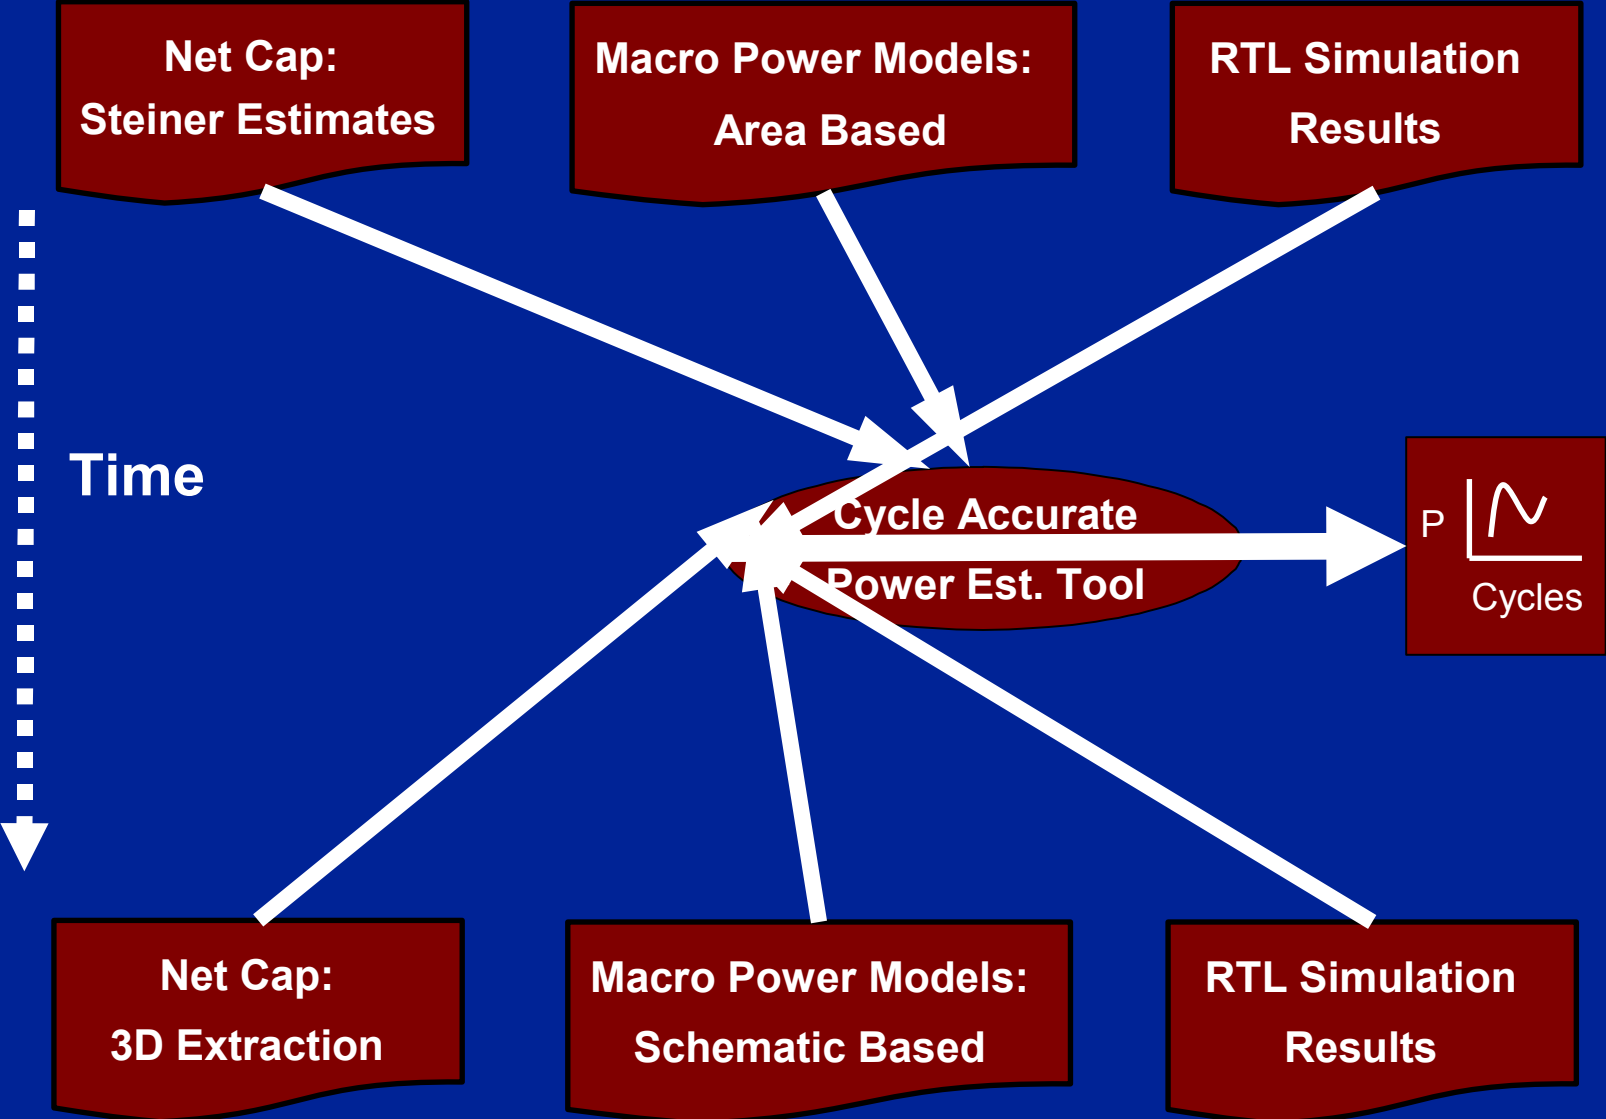 Net Cap:
Steiner Estimates
Macro Power Models:
Area Based
RTL Simulation
Results
Time
Cycle Accurate
Power Est. Tool
P
Cycles
Net Cap:
3D Extraction
Macro Power Models:
Schematic Based
RTL Simulation
Results